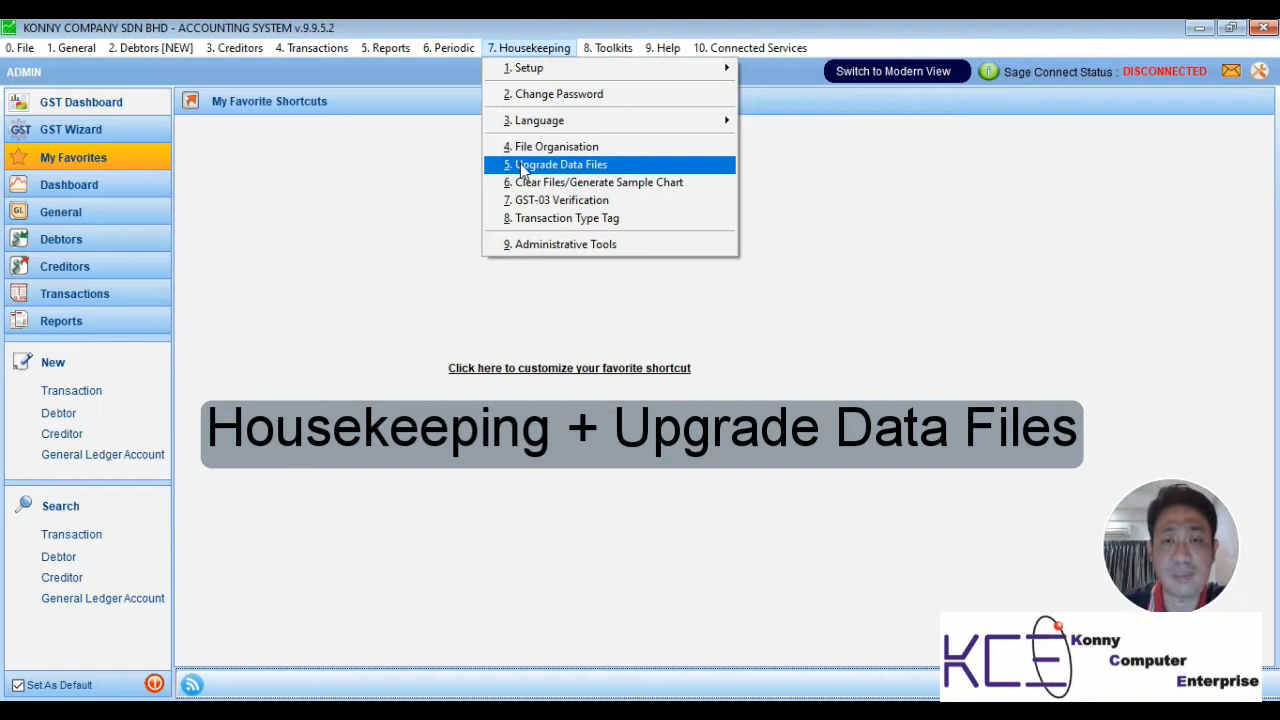 KONNY COMPANY SDN BHD - ACCOUNTING SYSTEM v.9.9.5.2
0. File 1. General 2. Debtors [NEW] 3. Creditors 4. Transactions 5. Reports 6. Periodic 7. Housekeeping 8. Toolkits 9. Help 10. Connected Services
ADMIN
Switch to Modern View
Sage Connect Status : DISCONNECTED
1. Setup
2. Change Password
3. Language
4. File Organisation
5. Upgrade Data Files
6. Clear Files/Generate Sample Chart
7. GST-03 Verification
8. Transaction Type Tag
9. Administrative Tools
GST Dashboard
GST Wizard
My Favorites
Dashboard
General
Debtors
Creditors
Transactions
Reports
New
Transaction
Debtor
Creditor
General Ledger Account
Search
Transaction
Debtor
Creditor
General Ledger Account
Set As Default
My Favorite Shortcuts
Click here to customize your favorite shortcut
Housekeeping + Upgrade Data Files
KCE
Konny
Computer
Enterprise